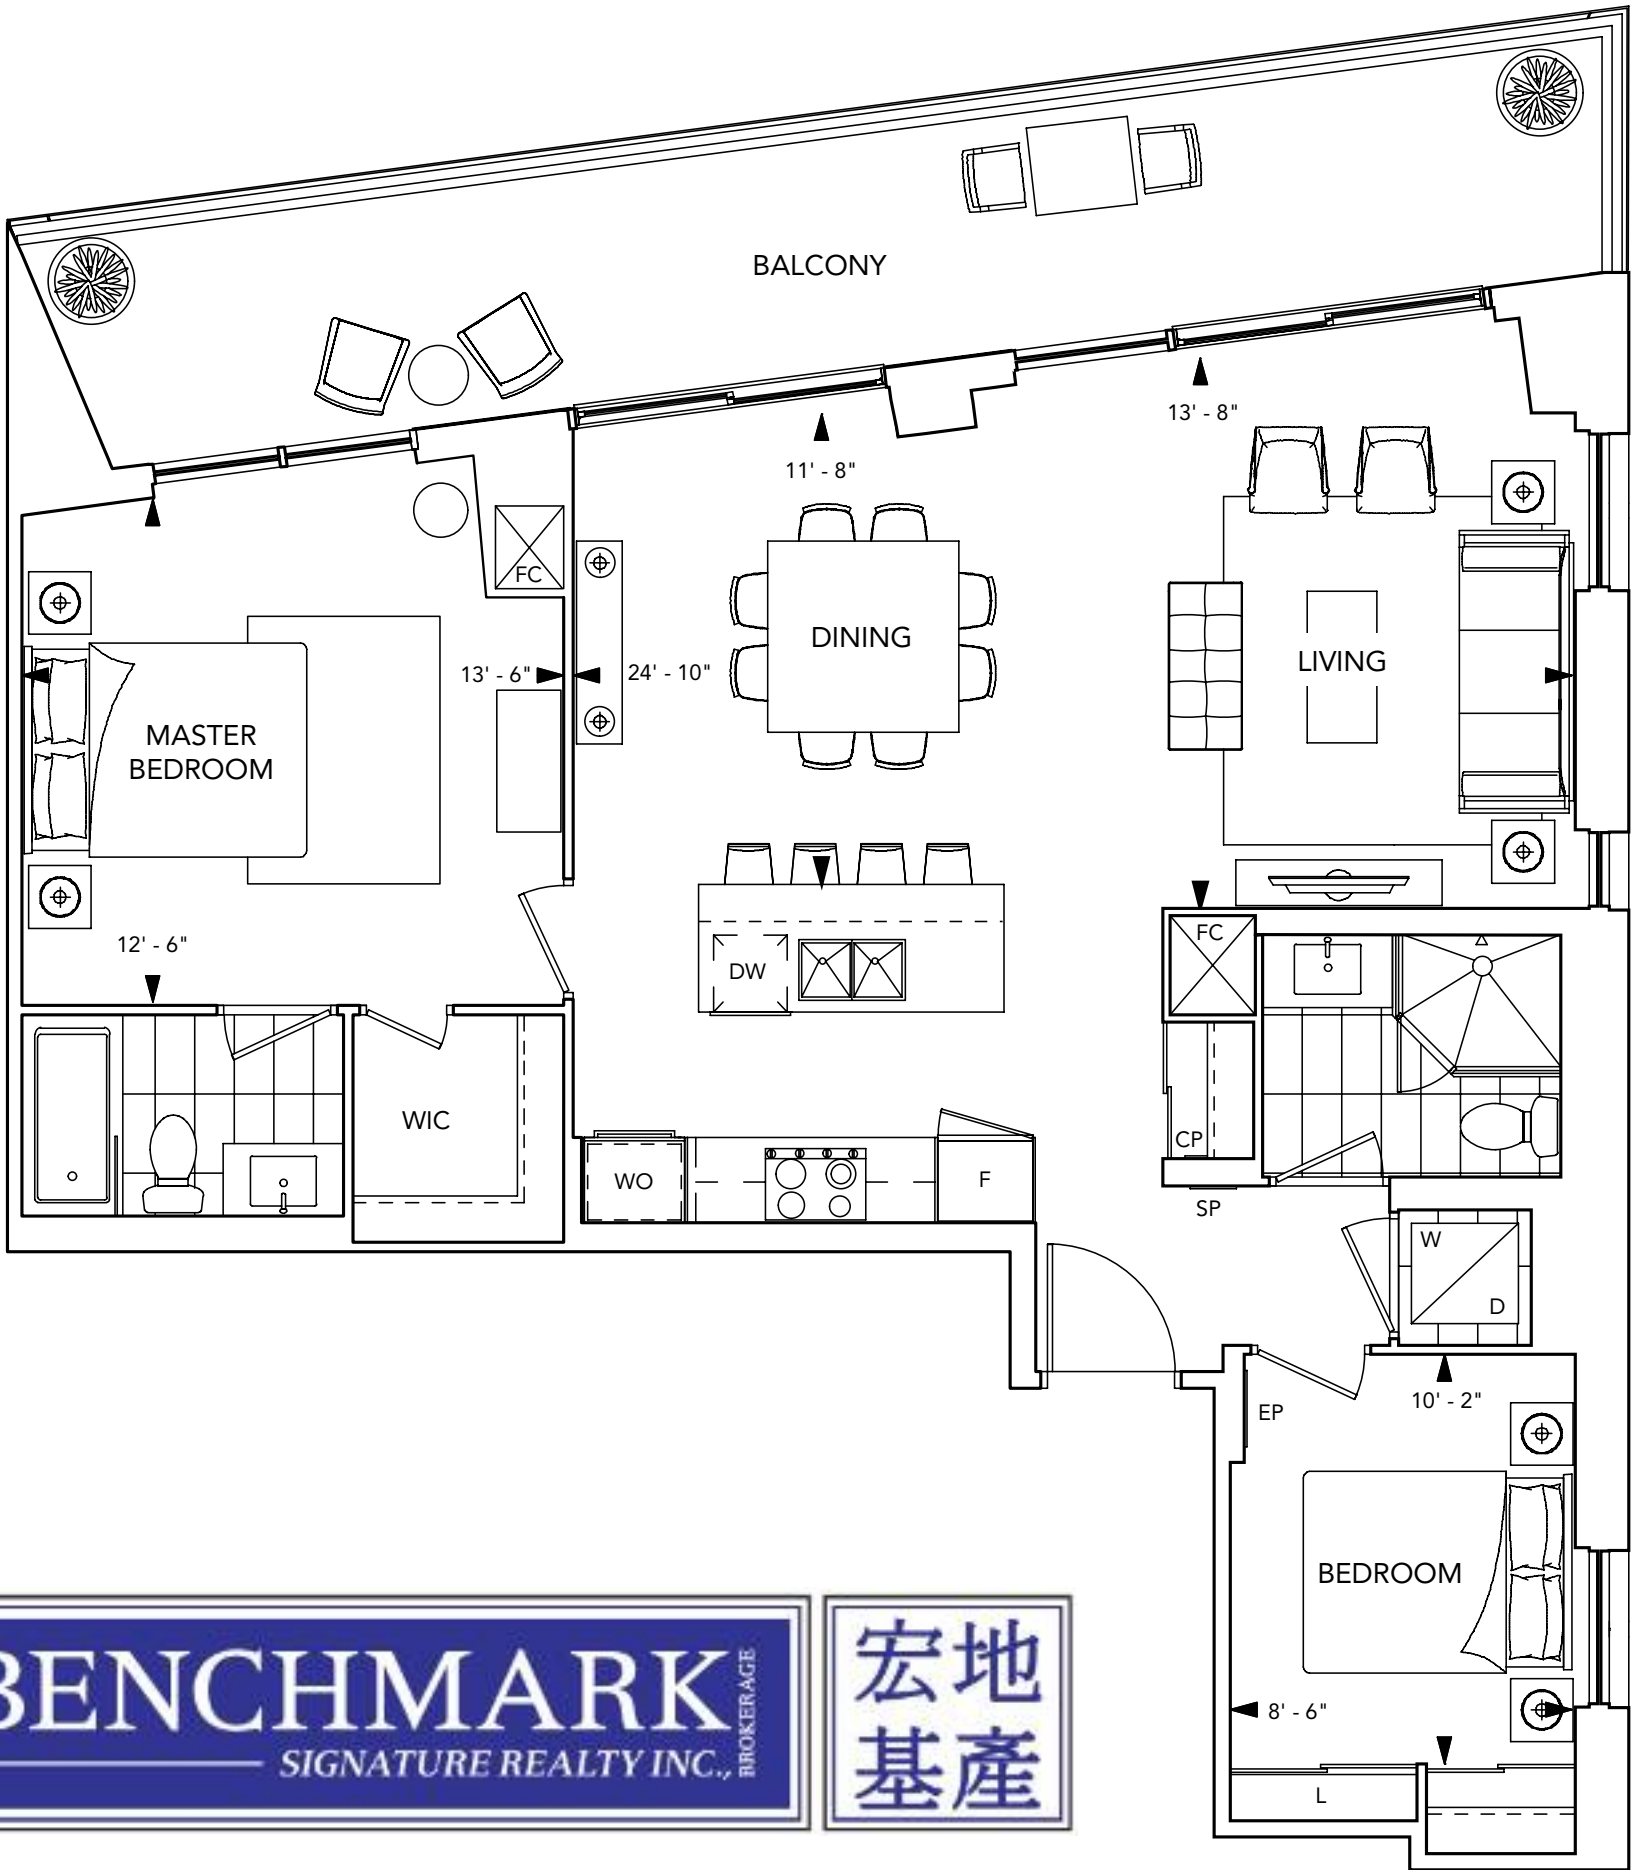 BALCONY
13' - 8"
11' - 8"
FC
DINING
LIVING
13' - 6"
24' - 10"
MASTER
BEDROOM
12' - 6"
DW
FC
WIC
CP
WO
F
SP
W
D
10' - 2"
EP
BEDROOM
8' - 6"
L
BENCHMARK
BROKERAGE
SIGNATURE REALTY INC.,
宏地
基產